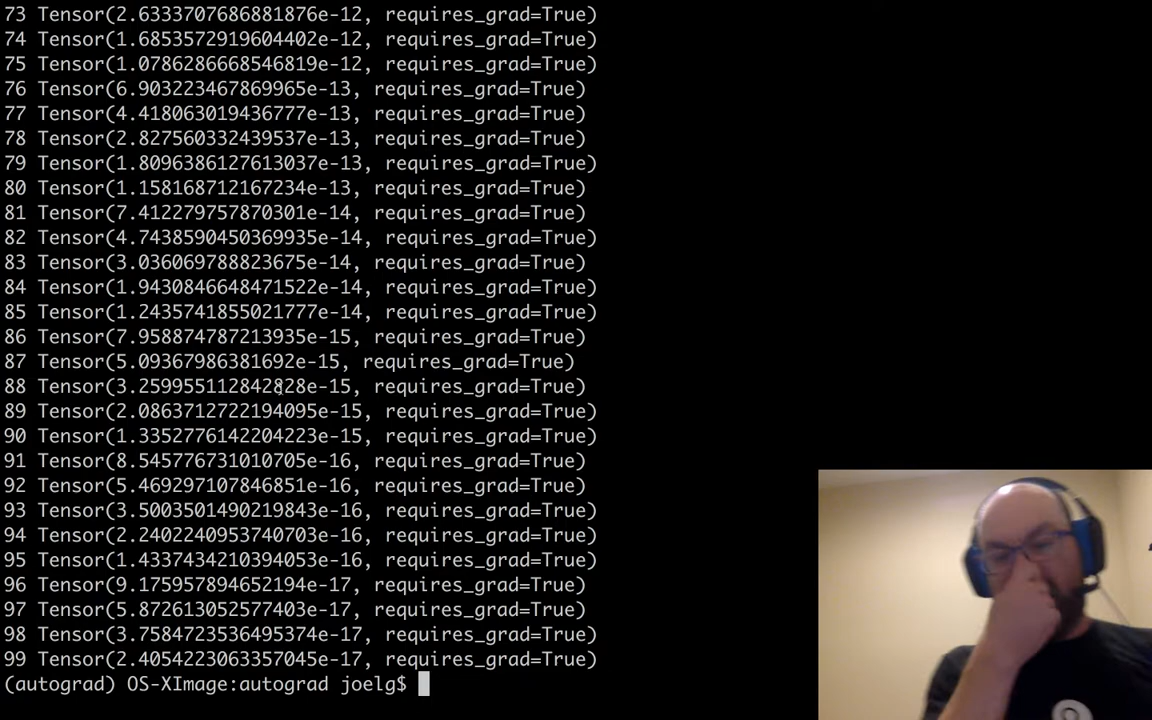 73 Tensor(2.6333707686881876e-12, requires_grad=True)
74 Tensor(1.6853572919604402e-12, requires_grad=True)
75 Tensor(1.0786286668546819e-12, requires_grad=True)
76 Tensor(6.903223467869965e-13, requires_grad=True)
77 Tensor(4.418063019436777e-13, requires_grad=True)
78 Tensor(2.827560332439537e-13, requires_grad=True)
79 Tensor(1.8096386127613037e-13, requires_grad=True)
80 Tensor(1.158168712167234e-13, requires_grad=True)
81 Tensor(7.412279757870301e-14, requires_grad=True)
82 Tensor(4.7438590450369935e-14, requires_grad=True)
83 Tensor(3.036069788823675e-14, requires_grad=True)
84 Tensor(1.9430846648471522e-14, requires_grad=True)
85 Tensor(1.2435741855021777e-14, requires_grad=True)
86 Tensor(7.958874787213935e-15, requires_grad=True)
87 Tensor(5.09367986381692e-15, requires_grad=True)
88 Tensor(3.259955112842828e-15, requires_grad=True)
89 Tensor(2.0863712722194095e-15, requires_grad=True)
90 Tensor(1.3352776142204223e-15, requires_grad=True)
91 Tensor(8.545776731010705e-16, requires_grad=True)
92 Tensor(5.469297107846851e-16, requires_grad=True)
93 Tensor(3.5003501490219843e-16, requires_grad=True)
94 Tensor(2.2402240953740703e-16, requires_grad=True)
95 Tensor(1.4337434210394053e-16, requires_grad=True)
96 Tensor(9.175957894652194e-17, requires_grad=True)
97 Tensor(5.872613052577403e-17, requires_grad=True)
98 Tensor(3.7584723536495374e-17, requires_grad=True)
99 Tensor(2.4054223063357045e-17, requires_grad=True)
(autograd) OS-XImage:autograd joelg$